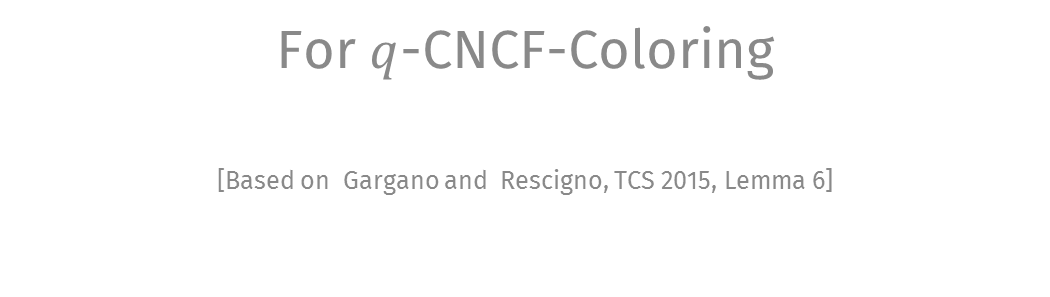 For q-CNCF-Coloring
[Based on Gargano and Rescigno, TCS 2015, Lemma 6]